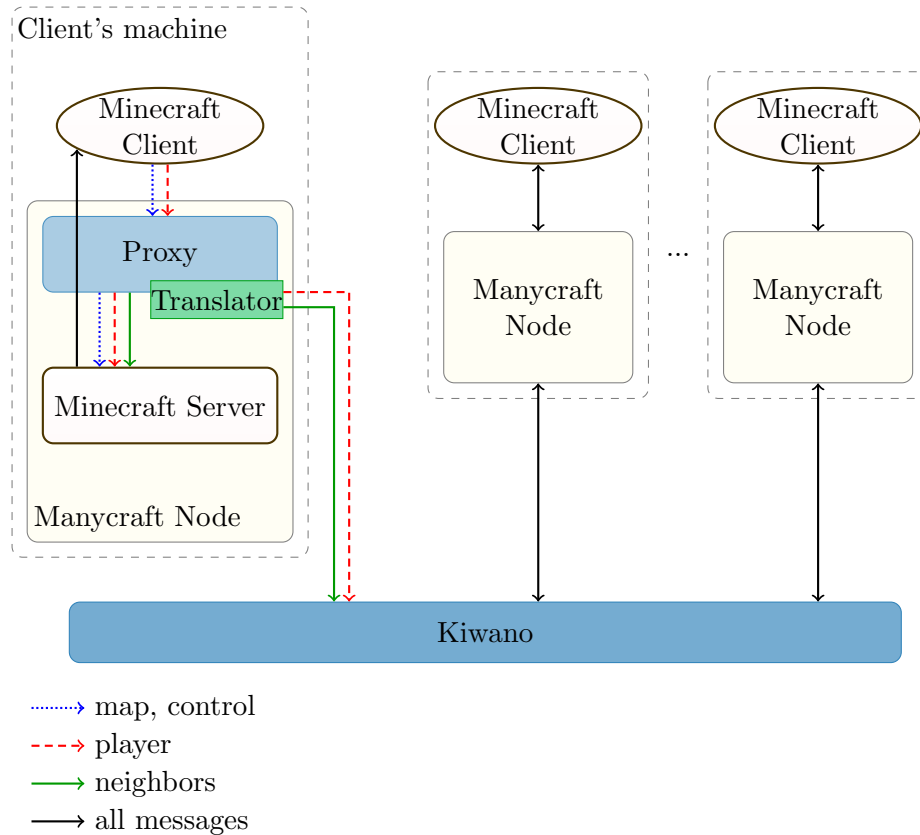 Client's machine
Minecraft
Client
Proxy
Translator
Minecraft Server
Manycraft Node
Minecraft
Client
Manycraft
Node
...
Minecraft
Client
Manycraft
Node
Kiwano
map, control
player
neighbors
all messages